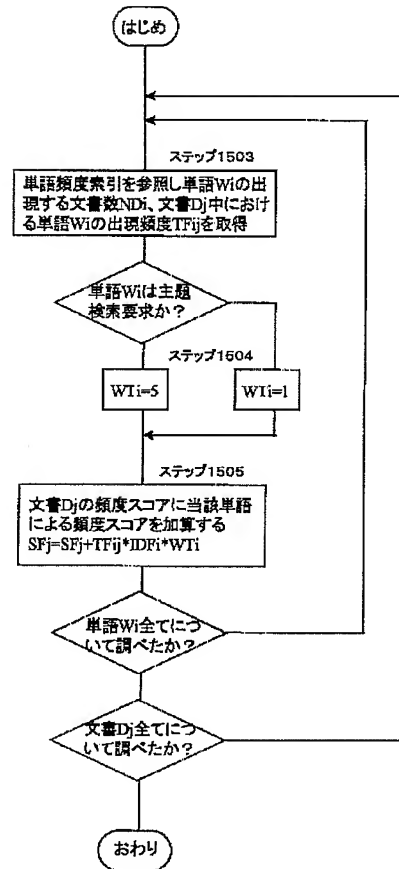 はじめ
ステップ1503
単語頻度索引を参照し単語Wiの出
現する文書数NDi、文書Dj中におけ
る単語Wiの出現頻度TFijを取得
単語Wiは主題
検索要求か？
ステップ1504
WTi=5
WTi=1
ステップ1505
文書Djの頻度スコアに当該単語
による頻度スコアを加算する
SFj=SFj+TFij*IDFi*WTi
単語Wi全てにつ
いて調べたか？
文書Dj全てにつ
いて調べたか？
おわり